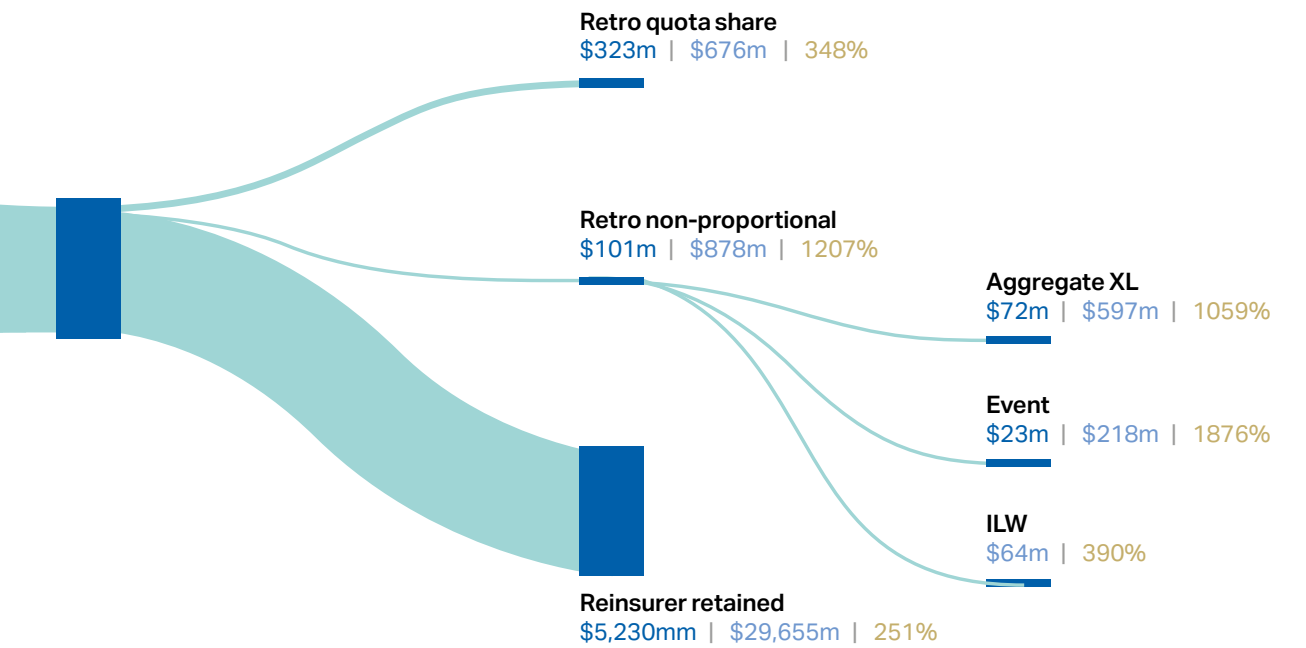 Retro quota share
$323m | $676m | 348%
Retro non-proportional
$101m | $878m | 1207%
Aggregate XL
$72m | $597m | 1059%
Event
$23m | $218m | 1876%
ILW
$64m | 390%
Reinsurer retained
$5,230mm | $29,655m | 251%